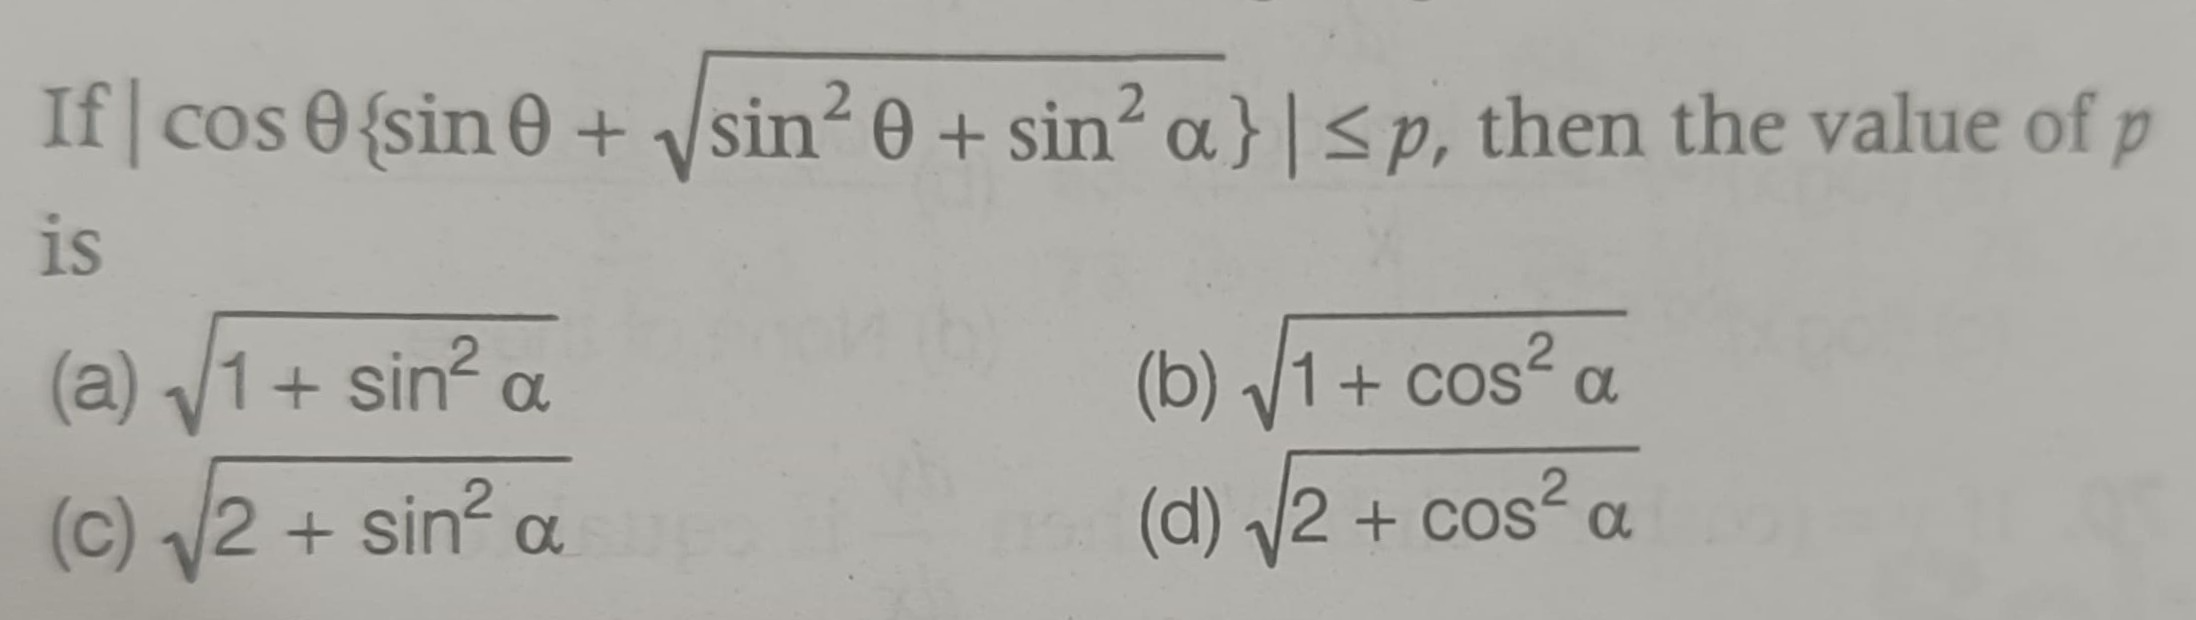 If | cos θ{sin θ + √(sin² θ + sin² α)} | ≤ p, then the value of p
is
(a) √(1 + sin² α) (b) √(1 + cos² α)
(c) √(2 + sin² α) (d) √(2 + cos² α)